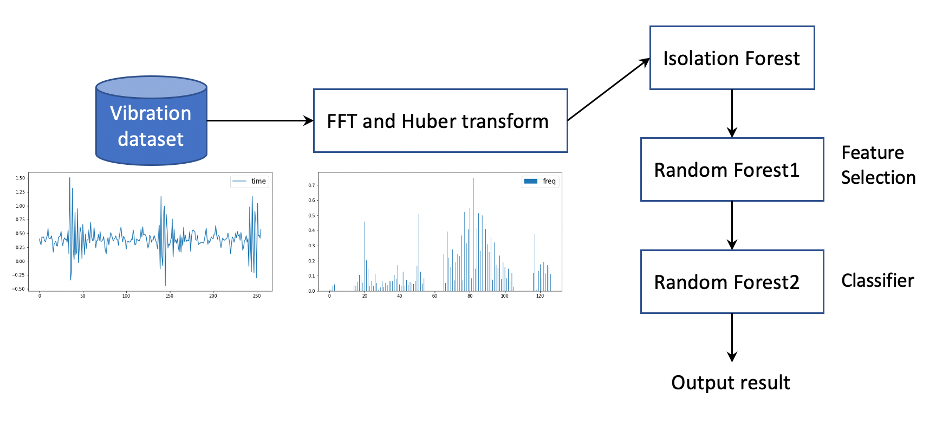 Vibration
dataset
FFT and Huber transform
Isolation Forest
Random Forest1
Feature
Selection
Random Forest2
Classifier
Output result
time
1.50
1.25
1.00
0.75
0.50
0.25
0.00
−0.25
−0.50
0
50
100
150
200
250
freq
0.7
0.6
0.5
0.4
0.3
0.2
0.1
0.0
0
20
40
60
80
100
120